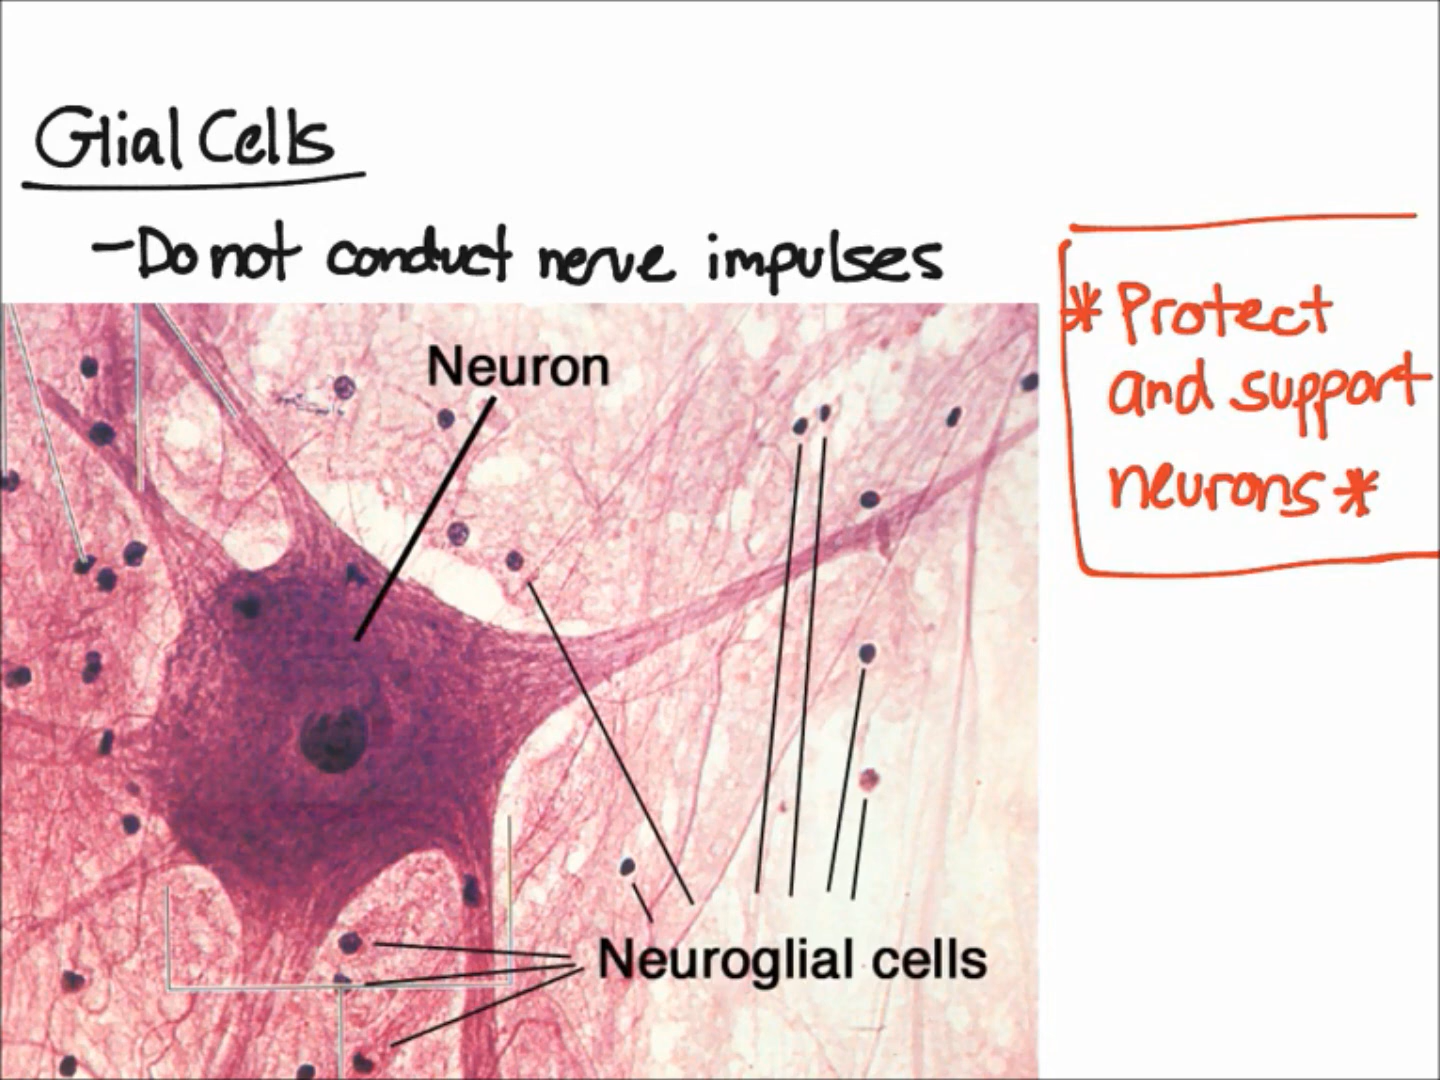 Glial Cells
- Do not conduct nerve impulses
* Protect
and support
neurons *
Neuron
Neuroglial cells